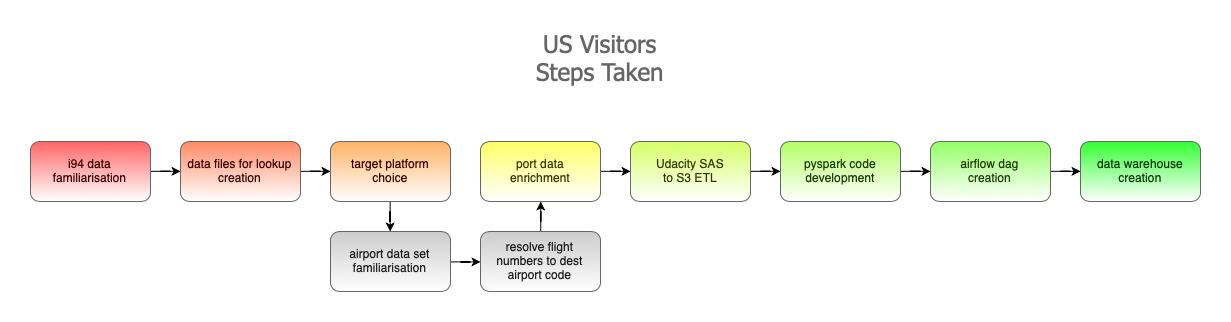 US Visitors
Steps Taken
i94 data
familiarisation
data files for lookup
creation
target platform
choice
port data
enrichment
Udacity SAS
to S3 ETL
pyspark code
development
airflow dag
creation
data warehouse
creation
airport data set
familiarisation
resolve flight
numbers to dest
airport code